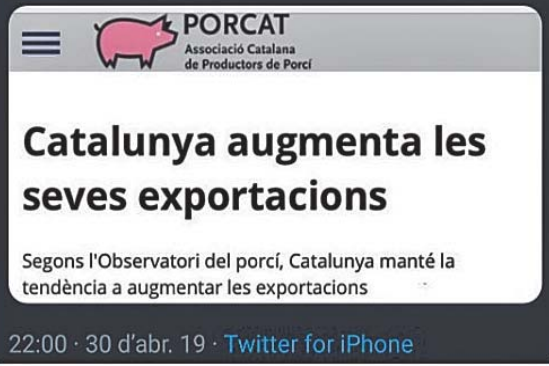 PORCAT
Associació Catalana
de Productors de Porcí
Catalunya augmenta les
seves exportacions
Segons l'Observatori del porcí, Catalunya manté la
tendència a augmentar les exportacions
22:00 · 30 d'abr. 19 · Twitter for iPhone